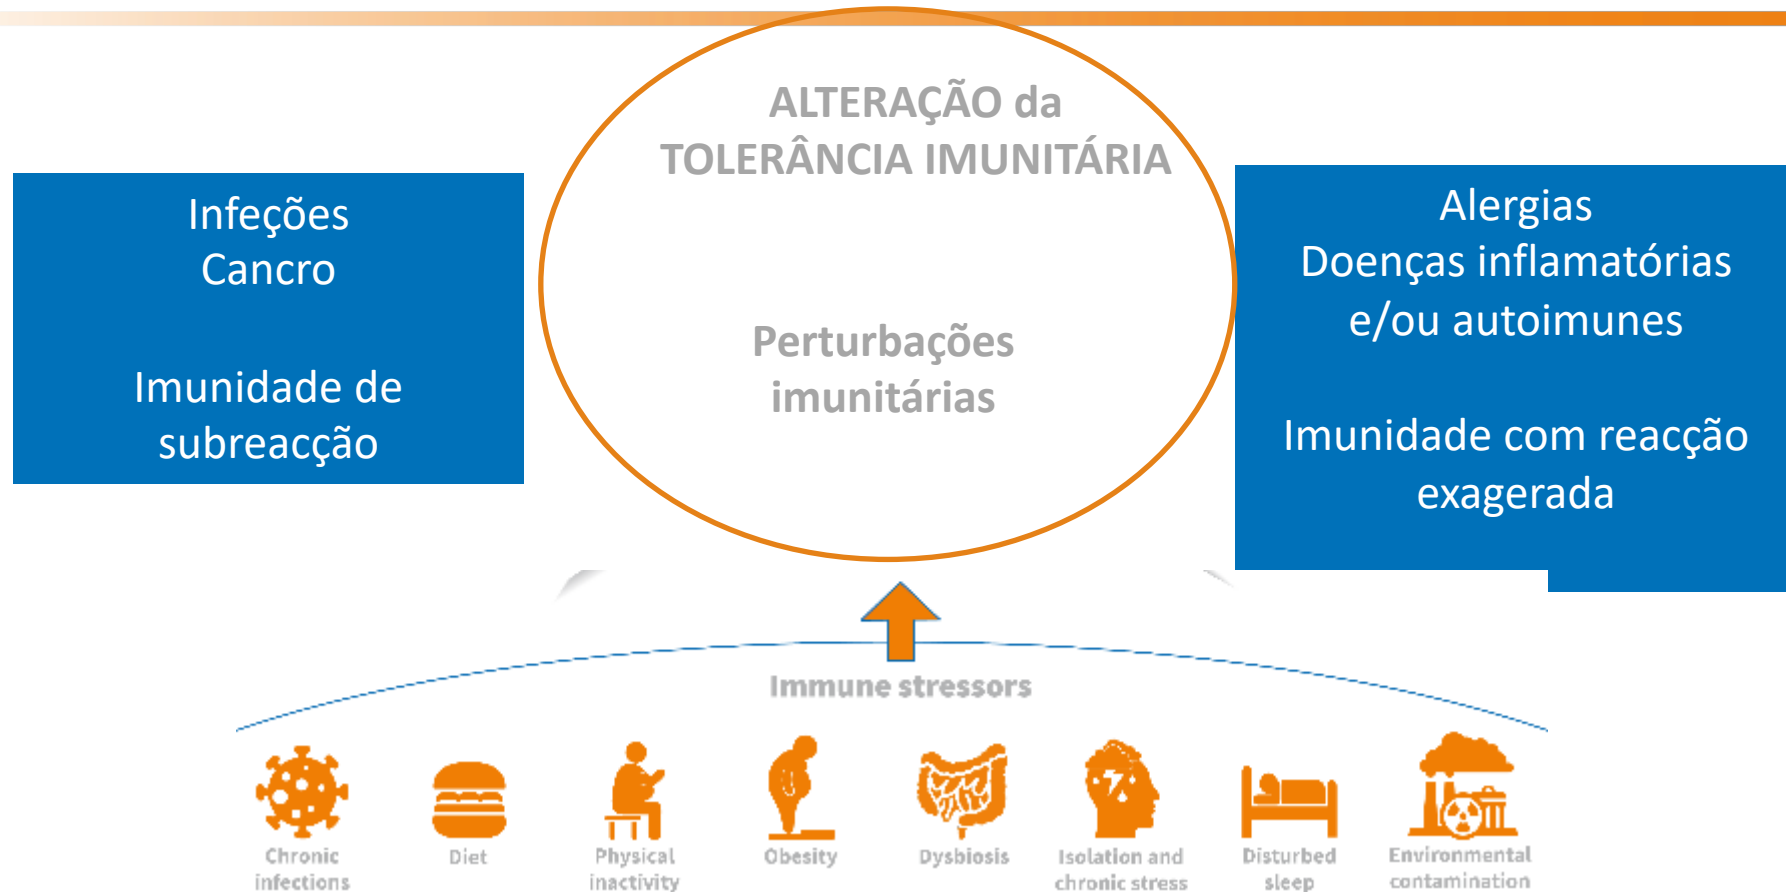 ALTERAÇÃO da
TOLERÂNCIA IMUNITÁRIA
Perturbações
imunitárias
Infeções
Cancro
Imunidade de
subreacção
Alergias
Doenças inflamatórias
e/ou autoimunes
Imunidade com reacção
exagerada
Immune stressors
Chronic
infections
Diet
Physical
inactivity
Obesity
Dysbiosis
Isolation and
chronic stress
Disturbed
sleep
Environmental
contamination